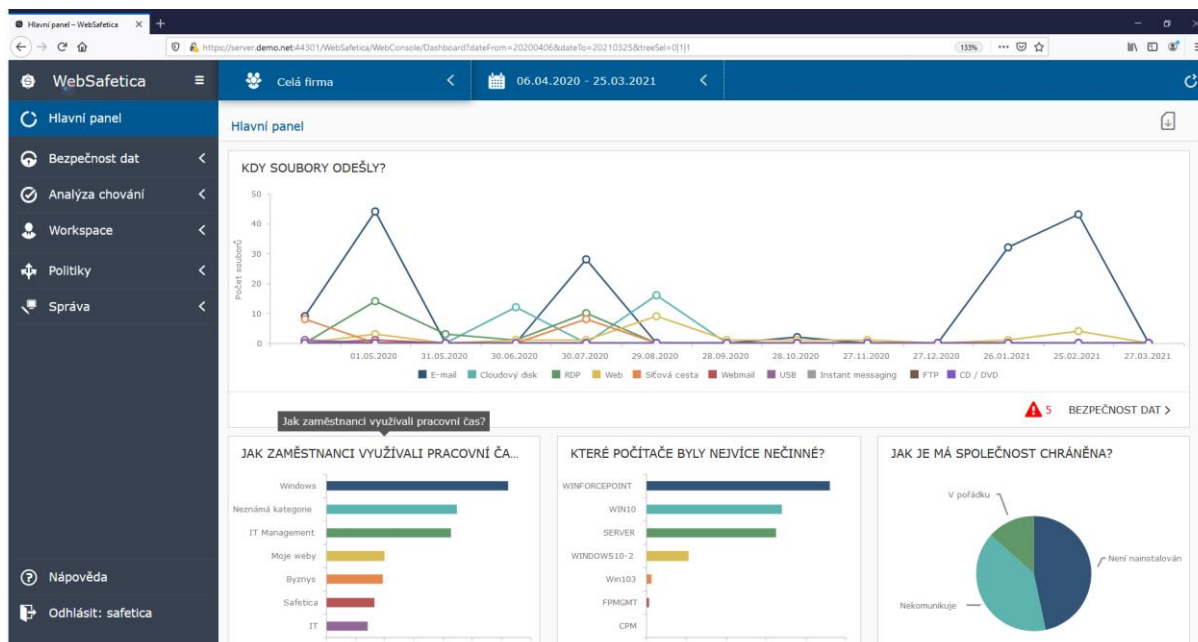 Hlavní panel – WebSafetica
https://server.demo.net:44301/WebSafetica/WebConsole/Dashboard?dateFrom=20200406&dateTo=20210325&treeSel=0|1|1
133%
WebSafetica
Celá firma
06.04.2020 - 25.03.2021
Hlavní panel
Bezpečnost dat
Analýza chování
Workspace
Politiky
Správa
Nápověda
Odhlásit: safetica
Hlavní panel
KDY SOUBORY ODEŠLY?
Počet souborů
50
40
30
20
10
0
01.05.2020 31.05.2020 30.06.2020 30.07.2020 29.08.2020 28.09.2020 28.10.2020 27.11.2020 27.12.2020 26.01.2021 25.02.2021 27.03.2021
E-mail Cloudový disk RDP Web Síťová cesta Webmail USB Instant messaging FTP CD / DVD
5 BEZPEČNOST DAT
Jak zaměstnanci využívali pracovní čas?
JAK ZAMĚSTNANCI VYUŽÍVALI PRACOVNÍ ČA...
Windows
Neznámá kategorie
IT Management
Moje weby
Byznys
Safetica
IT
KTERÉ POČÍTAČE BYLY NEJVÍCE NEČINNÉ?
WINFORCEPOINT
WIN10
SERVER
WINDOWS10-2
Win103
FPMGMT
CPM
JAK JE MÁ SPOLEČNOST CHRÁNĚNA?
V pořádku
Není nainstalován
Nekomunikuje